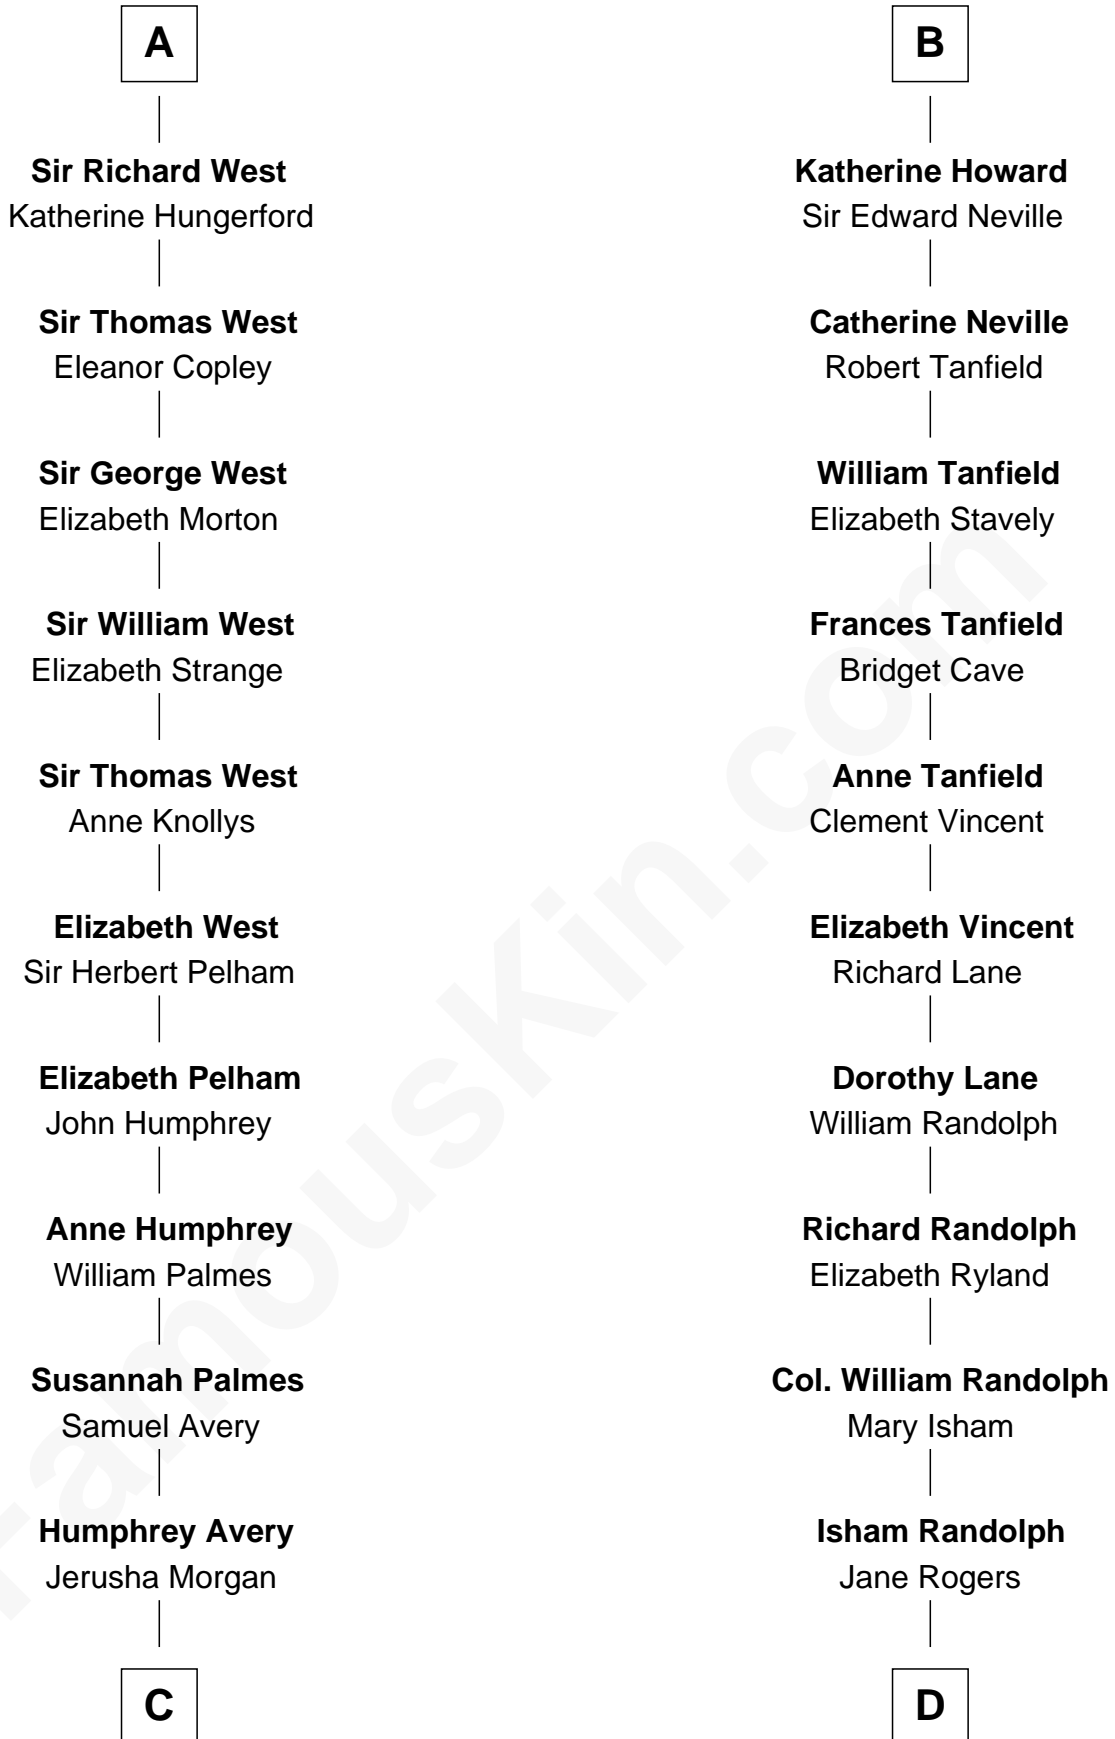 A
Sir Richard West
Katherine Hungerford
Sir Thomas West
Eleanor Copley
Sir George West
Elizabeth Morton
Sir William West
Elizabeth Strange
Sir Thomas West
Anne Knollys
Elizabeth West
Sir Herbert Pelham
Elizabeth Pelham
John Humphrey
Anne Humphrey
William Palmes
Susannah Palmes
Samuel Avery
Humphrey Avery
Jerusha Morgan
C
B
Katherine Howard
Sir Edward Neville
Catherine Neville
Robert Tanfield
William Tanfield
Elizabeth Stavely
Frances Tanfield
Bridget Cave
Anne Tanfield
Clement Vincent
Elizabeth Vincent
Richard Lane
Dorothy Lane
William Randolph
Richard Randolph
Elizabeth Ryland
Col. William Randolph
Mary Isham
Isham Randolph
Jane Rogers
D
FamousKin.com